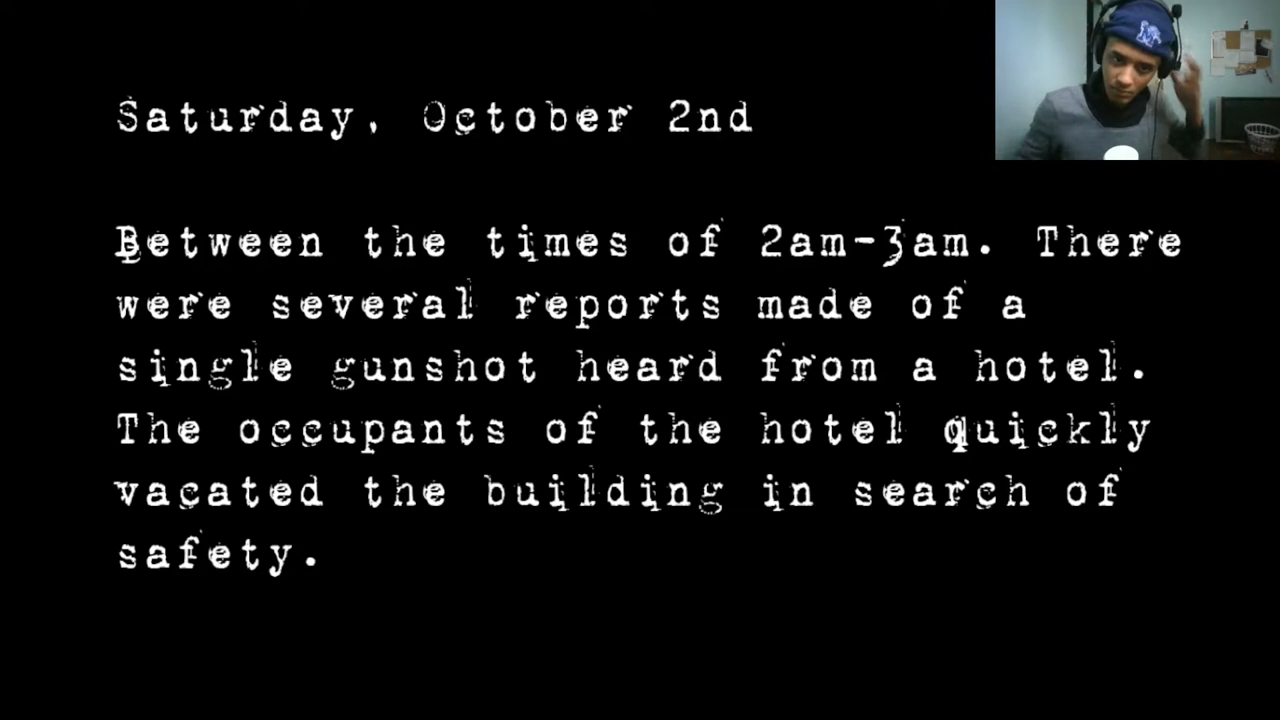 Saturday, October 2nd
Between the times of 2am-3am. There
were several reports made of a
single gunshot heard from a hotel.
The occupants of the hotel quickly
vacated the building in search of
safety.